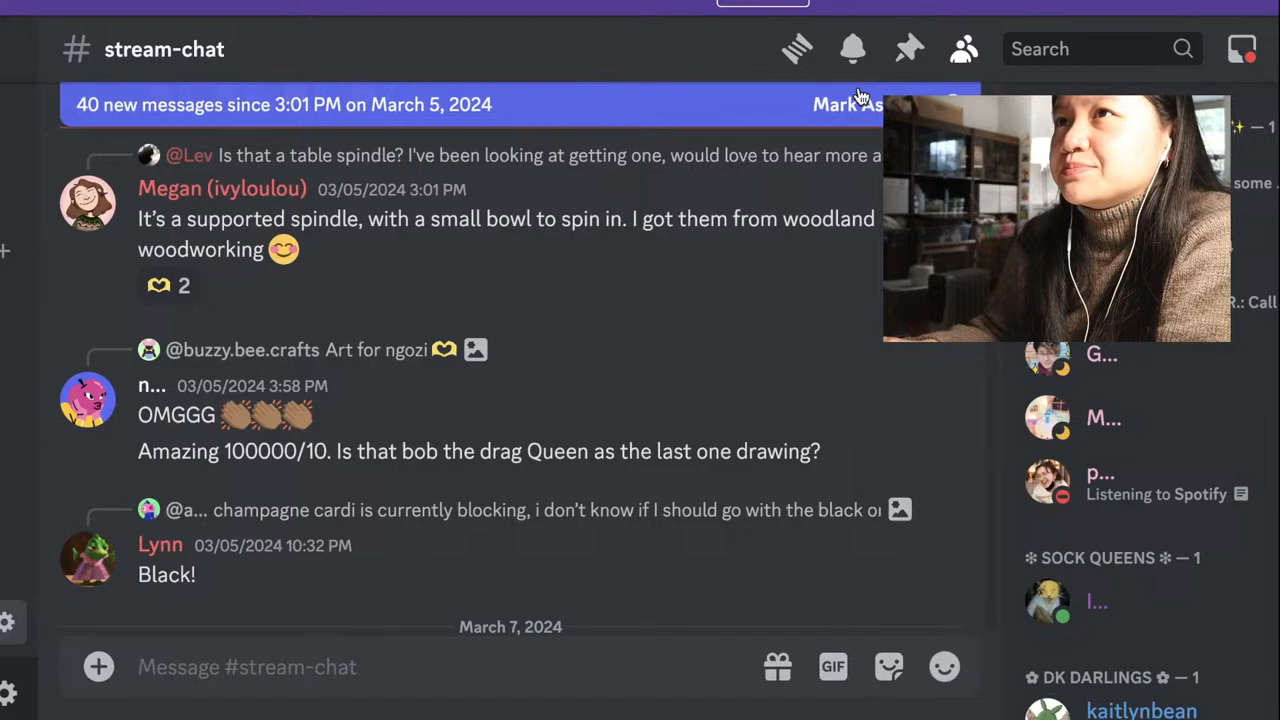 # stream-chat
Search
40 new messages since 3:01 PM on March 5, 2024
Mark As
— 1
@Lev Is that a table spindle? I've been looking at getting one, would love to hear more a
some
Megan (ivyloulou) 03/05/2024 3:01 PM
It's a supported spindle, with a small bowl to spin in. I got them from woodland
woodworking 😊
🫶 2
R.: Call
@buzzy.bee.crafts Art for ngozi 🫶
G...
n... 03/05/2024 3:58 PM
OMGGG 👏🏾👏🏾👏🏾
M...
Amazing 100000/10. Is that bob the drag Queen as the last one drawing?
p...
Listening to Spotify
@a... champagne cardi is currently blocking, i don't know if I should go with the black or
Lynn 03/05/2024 10:32 PM
Black!
❇ SOCK QUEENS ❇ — 1
l...
March 7, 2024
Message #stream-chat
GIF
✿ DK DARLINGS ✿ — 1
kaitlynbean